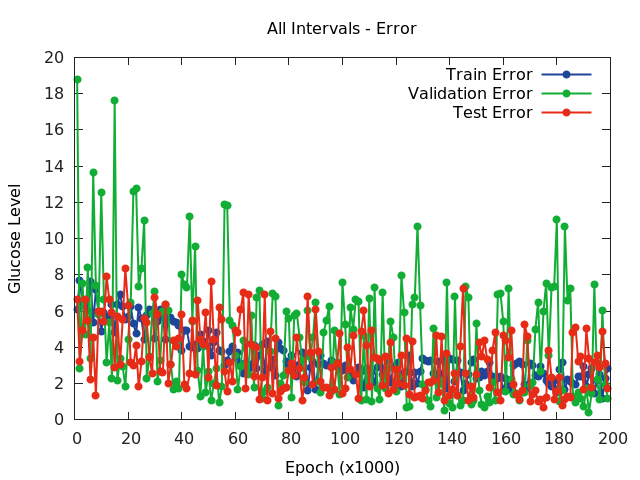 All Intervals - Error
Train Error
Validation Error
Test Error
20
18
16
14
12
10
8
6
4
2
0
Glucose Level
0 20 40 60 80 100 120 140 160 180 200
Epoch (x1000)